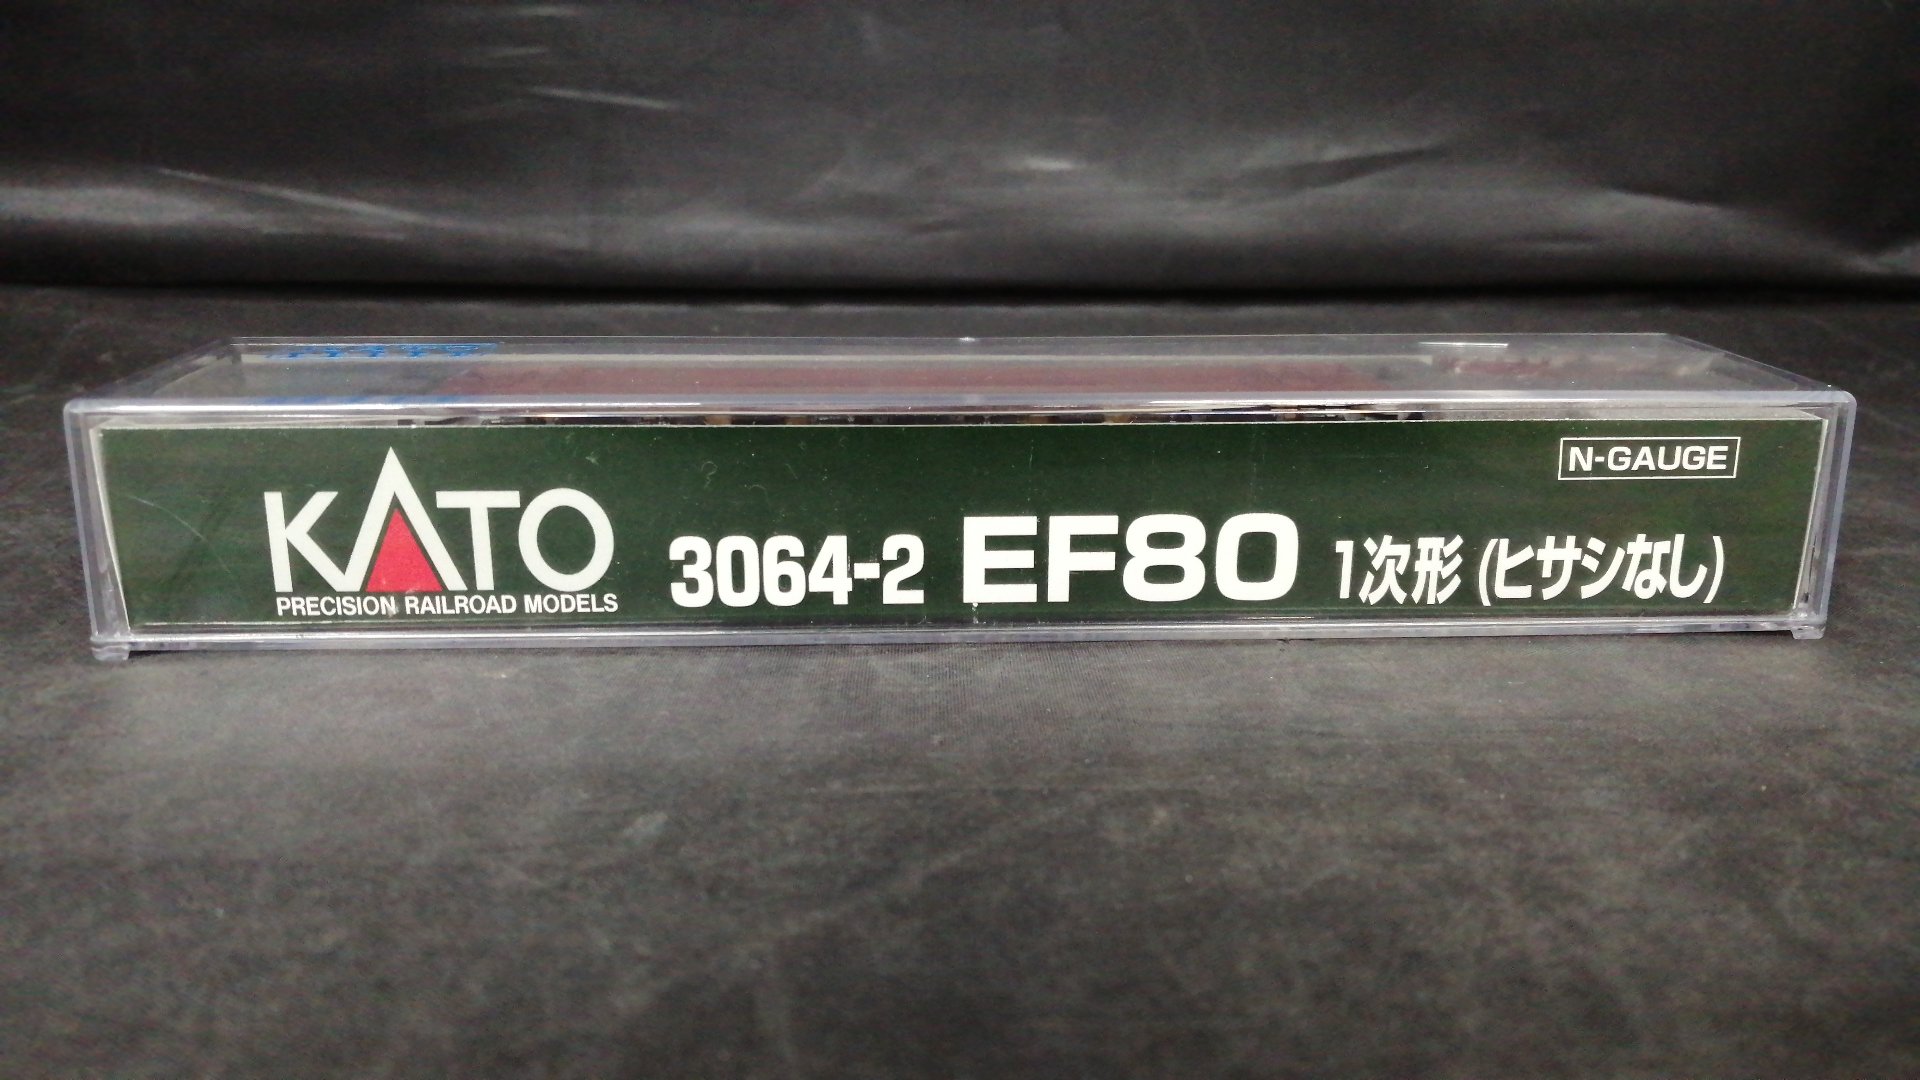 N-GAUGE
KATO
PRECISION RAILROAD MODELS
3064-2 EF80 1次形 (ヒサシなし)